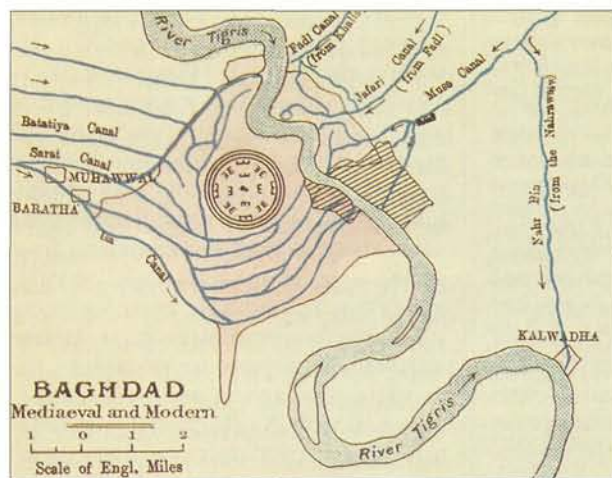 River Tigris
Fadl Canal
(from Khalis)
Jafari Canal
(from Fadl)
Musa Canal
Batatiya Canal
Sarat Canal
MUHAWWAL
BARATHA
Canal
Nahr Bin
(from the Nahrawan)
KALWADHA
River Tigris
BAGHDAD
Mediaeval and Modern
1 0 1 2
Scale of Engl. Miles